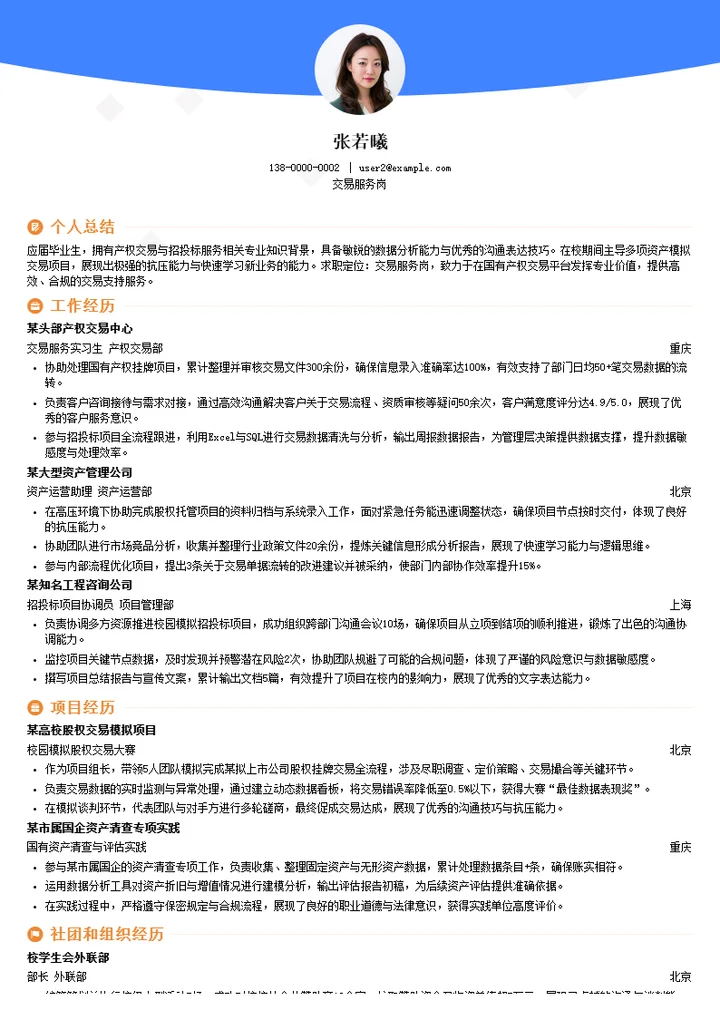 张若曦
138-0000-0002 | user2@example.com
交易服务岗
个人总结
应届毕业生，拥有产权交易与招投标服务相关专业知识背景，具备敏锐的数据分析能力与优秀的沟通表达技巧。在校期间主导多项资产模拟
交易项目，展现出极强的抗压能力与快速学习新业务的能力。求职定位：交易服务岗，致力于在国有产权交易平台发挥专业价值，提供高
效、合规的交易支持服务。
工作经历
某头部产权交易中心
交易服务实习生 产权交易部 重庆
• 协助处理国有产权挂牌项目，累计整理并审核交易文件300余份，确保信息录入准确率达100%，有效支持了部门日均50+笔交易数据的流
转。
• 负责客户咨询接待与需求对接，通过高效沟通解决客户关于交易流程、资质审核等疑问50余次，客户满意度评分达4.9/5.0，展现了优
秀的客户服务意识。
• 参与招投标项目全流程跟进，利用Excel与SQL进行交易数据清洗与分析，输出周报数据报告，为管理层决策提供数据支撑，提升数据敏
感度与处理效率。
某大型资产管理公司
资产运营助理 资产运营部 北京
• 在高压环境下协助完成股权托管项目的资料归档与系统录入工作，面对紧急任务能迅速调整状态，确保项目节点按时交付，体现了良好
的抗压能力。
• 协助团队进行市场竞品分析，收集并整理行业政策文件20余份，提炼关键信息形成分析报告，展现了快速学习能力与逻辑思维。
• 参与内部流程优化项目，提出3条关于交易单据流转的改进建议并被采纳，使部门内部协作效率提升15%。
某知名工程咨询公司
招投标项目协调员 项目管理部 上海
• 负责协调多方资源推进校园模拟招投标项目，成功组织跨部门沟通会议10场，确保项目从立项到结项的顺利推进，锻炼了出色的沟通协
调能力。
• 监控项目关键节点数据，及时发现并预警潜在风险2次，协助团队规避了可能的合规问题，体现了严谨的风险意识与数据敏感度。
• 撰写项目总结报告与宣传文案，累计输出文档5篇，有效提升了项目在校内的影响力，展现了优秀的文字表达能力。
项目经历
某高校股权交易模拟项目
校园模拟股权交易大赛 北京
• 作为项目组长，带领5人团队模拟完成某拟上市公司股权挂牌交易全流程，涉及尽职调查、定价策略、交易撮合等关键环节。
• 负责交易数据的实时监测与异常处理，通过建立动态数据看板，将交易错误率降低至0.5%以下，获得大赛“最佳数据表现奖”。
• 在模拟谈判环节，代表团队与对手方进行多轮磋商，最终促成交易达成，展现了优秀的沟通技巧与抗压能力。
某市属国企资产清查专项实践
国有资产清查与评估实践 重庆
• 参与某市属国企的资产清查专项工作，负责收集、整理固定资产与无形资产数据，累计处理数据条目+条，确保账实相符。
• 运用数据分析工具对资产折旧与增值情况进行建模分析，输出评估报告初稿，为后续资产评估提供准确依据。
• 在实践过程中，严格遵守保密规定与合规流程，展现了良好的职业道德与法律意识，获得实践单位高度评价。
社团和组织经历
校学生会外联部
部长 外联部 北京